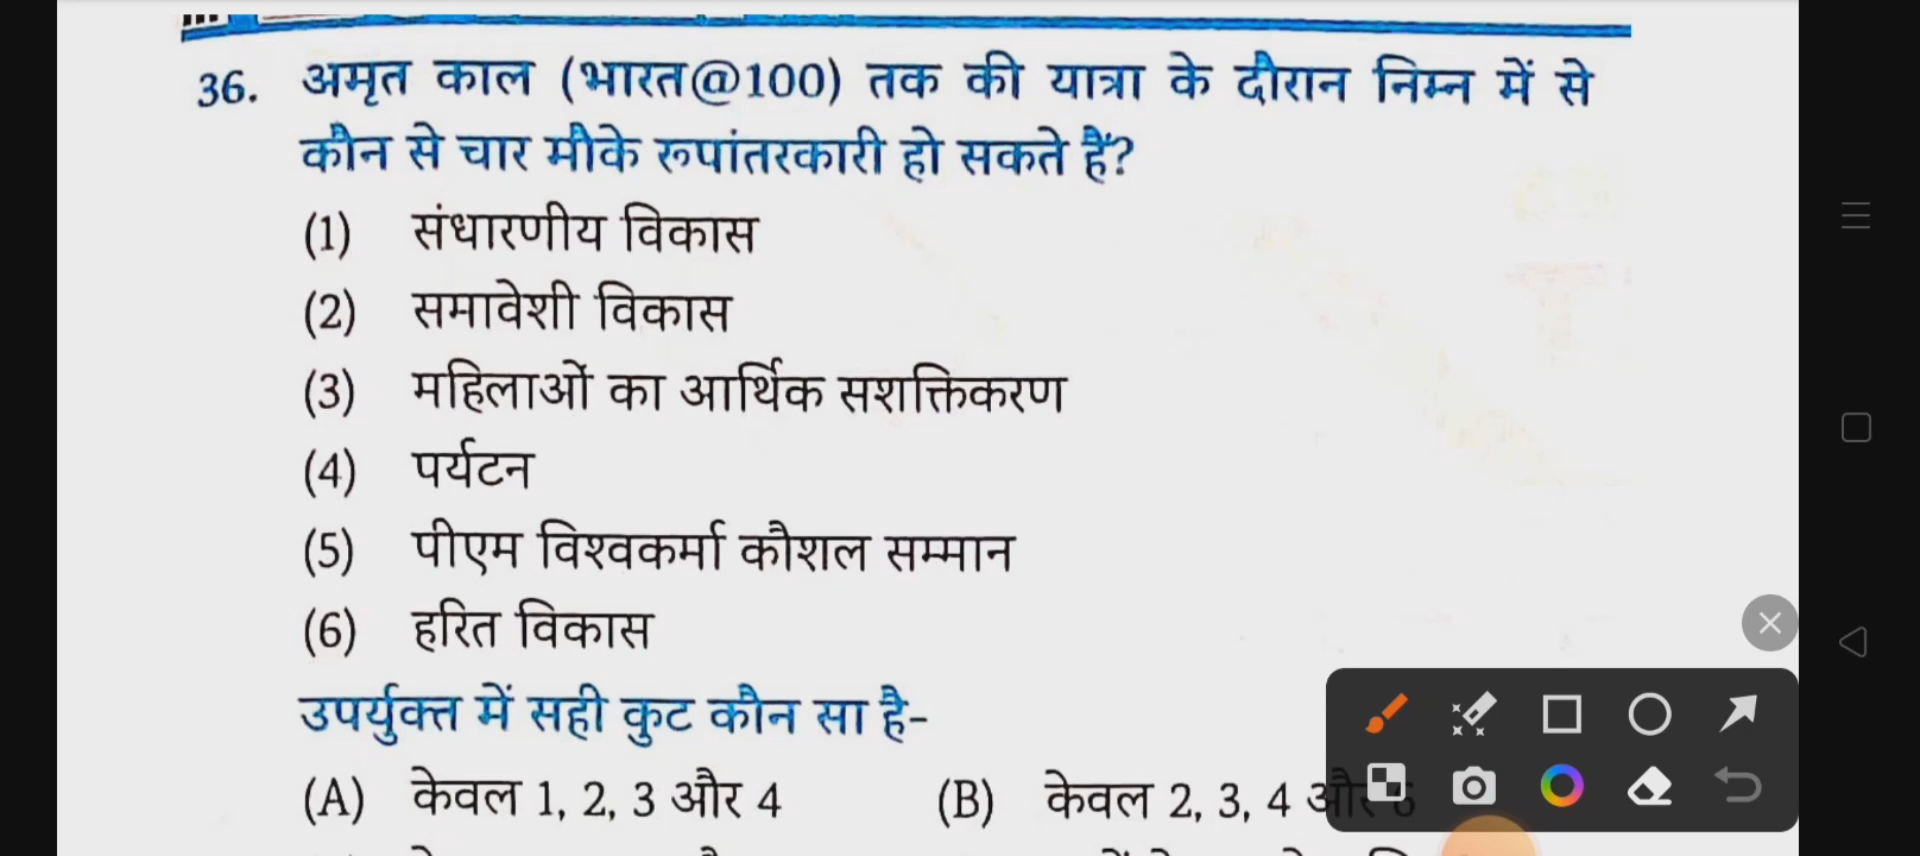 36. अमृत काल (भारत@100) तक की यात्रा के दौरान निम्न में से
कौन से चार मौके रूपांतरकारी हो सकते हैं?
(1) संधारणीय विकास
(2) समावेशी विकास
(3) महिलाओं का आर्थिक सशक्तिकरण
(4) पर्यटन
(5) पीएम विश्वकर्मा कौशल सम्मान
(6) हरित विकास
उपर्युक्त में सही कुट कौन सा है-
(A) केवल 1, 2, 3 और 4 (B) केवल 2, 3, 4 और